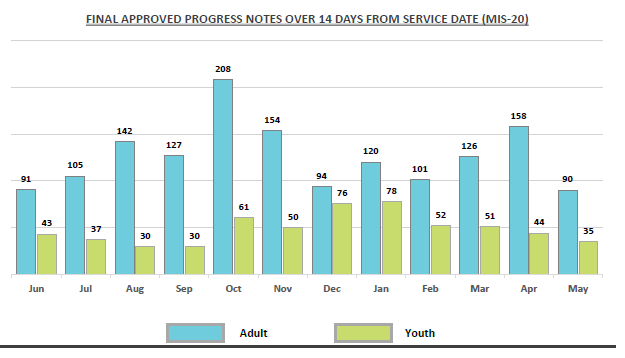 FINAL APPROVED PROGRESS NOTES OVER 14 DAYS FROM SERVICE DATE (MIS-20)
91 43 105 37 142 30 127 30 208 61 154 50 94 76 120 78 101 52 126 51 158 44 90 35
Jun Jul Aug Sep Oct Nov Dec Jan Feb Mar Apr May
Adult Youth